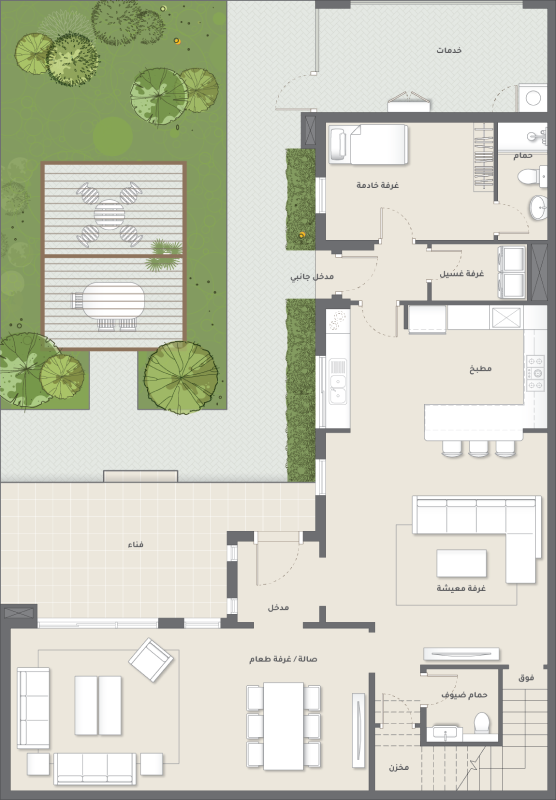 خدمات
حمام
غرفة خادمة
غرفة غسيل
مدخل جانبي
مطبخ
فناء
غرفة معيشة
مدخل
صالة / غرفة طعام
فوق
حمام ضيوف
مخزن